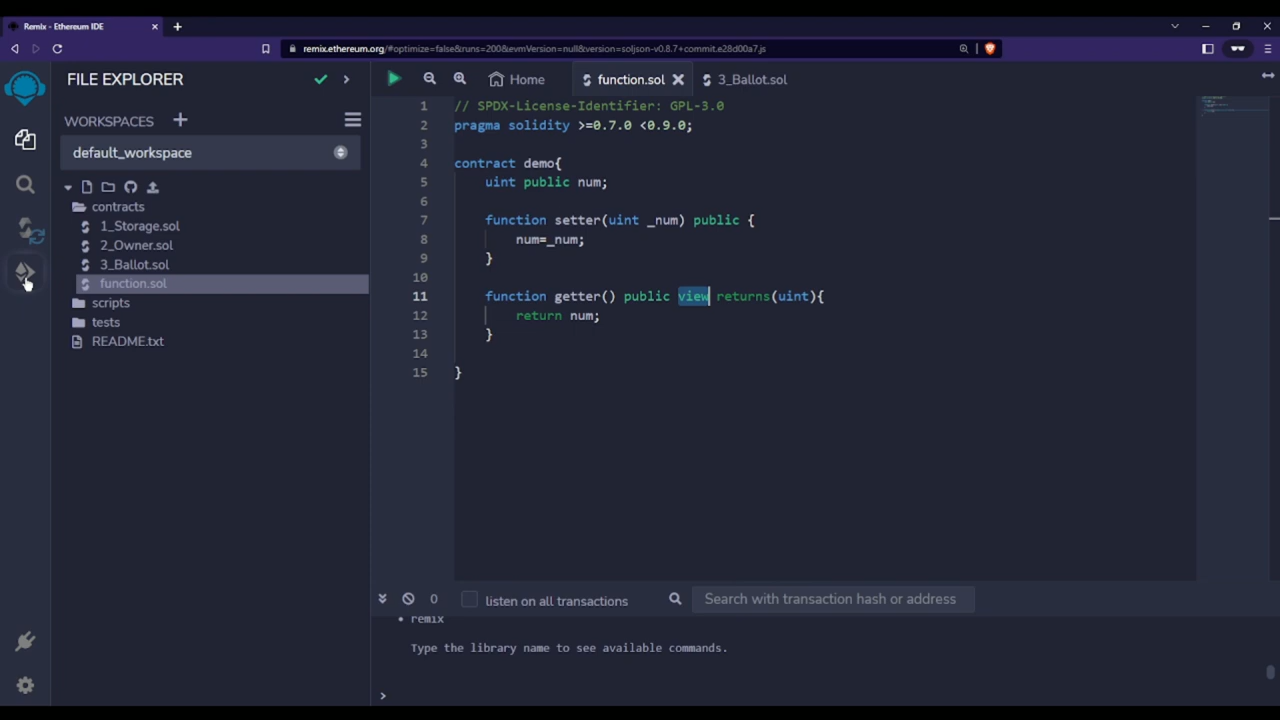 Remix - Ethereum IDE
remix.ethereum.org/#optimize=false&runs=200&evmVersion=null&version=soljson-v0.8.7+commit.e28d00a7.js
FILE EXPLORER
WORKSPACES
default_workspace
contracts
1_Storage.sol
2_Owner.sol
3_Ballot.sol
function.sol
scripts
tests
README.txt
Home
function.sol
3_Ballot.sol
1 // SPDX-License-Identifier: GPL-3.0
2 pragma solidity >=0.7.0 <0.9.0;
3
4 contract demo{
5 uint public num;
6
7 function setter(uint _num) public {
8 num=_num;
9 }
10
11 function getter() public view returns(uint){
12 return num;
13 }
14
15 }
0
listen on all transactions
Search with transaction hash or address
• remix
Type the library name to see available commands.
>